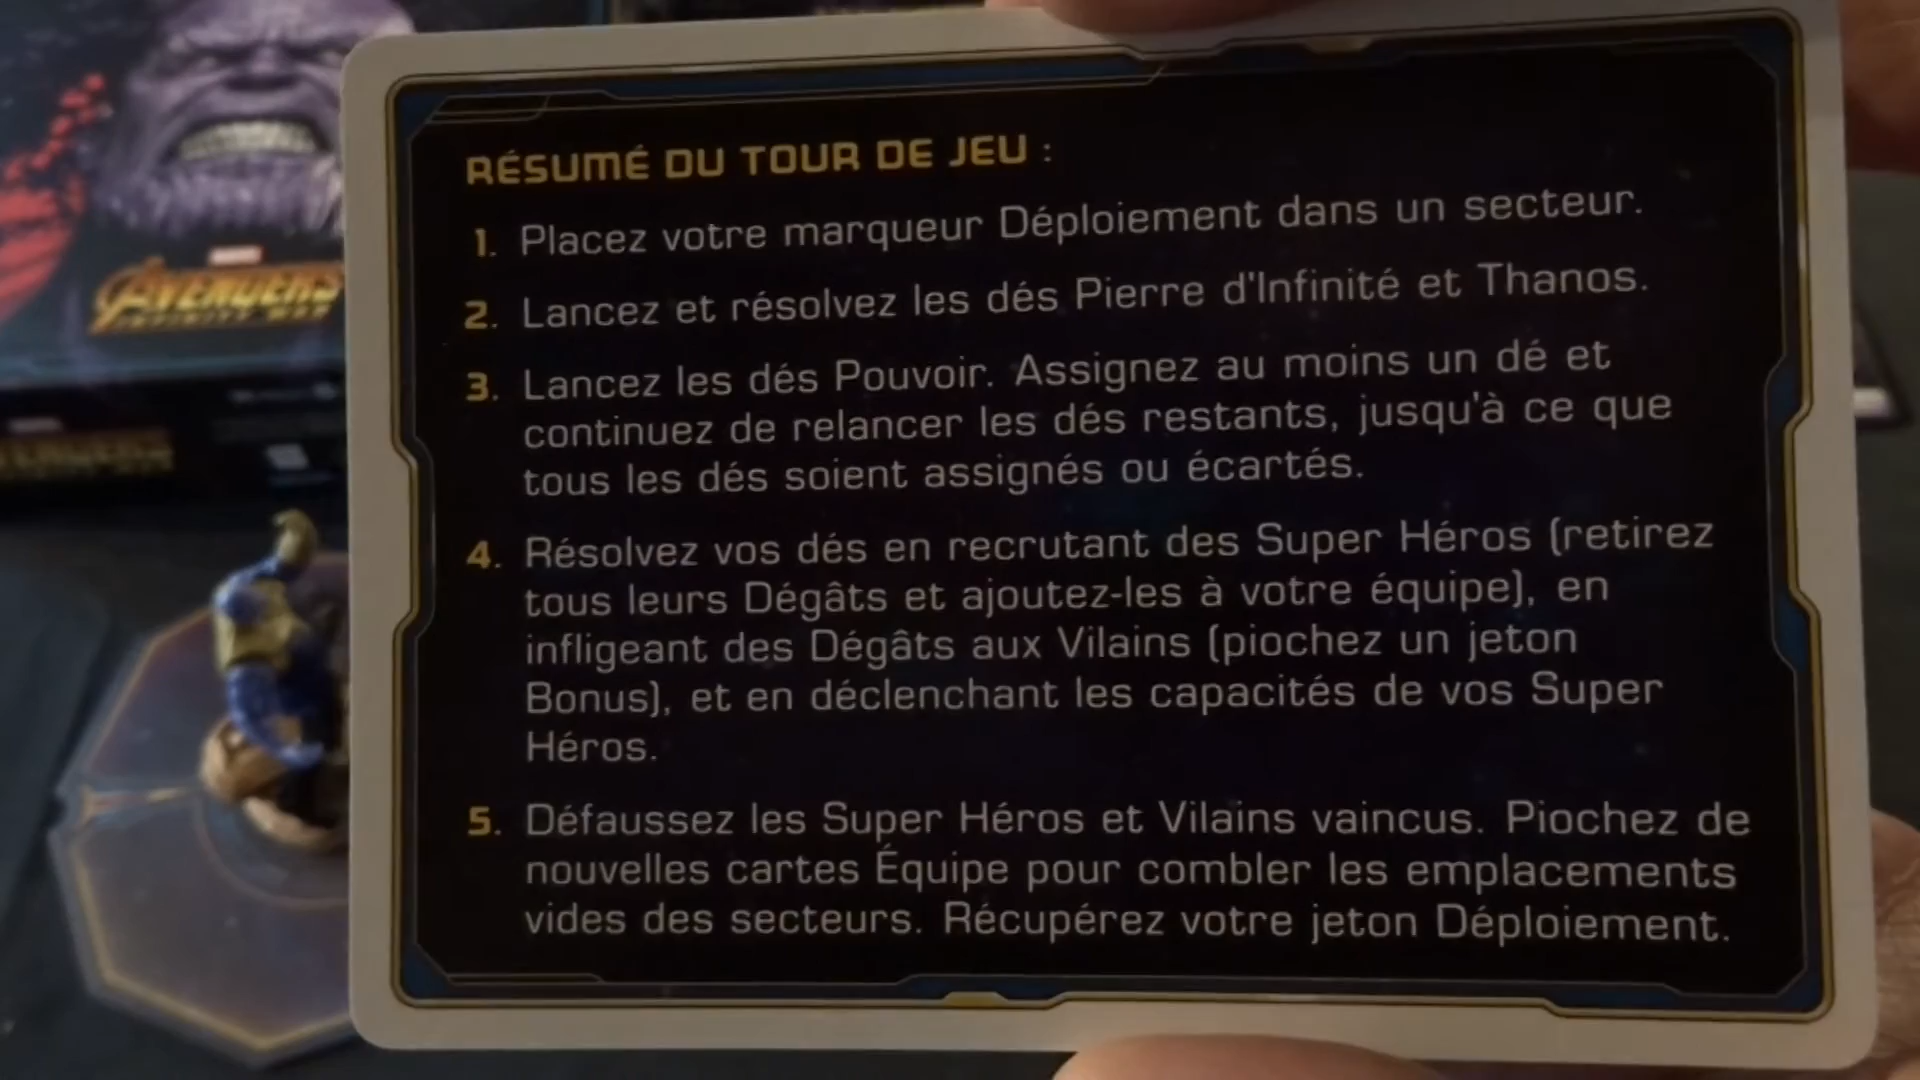 RÉSUMÉ DU TOUR DE JEU :
1. Placez votre marqueur Déploiement dans un secteur.
2. Lancez et résolvez les dés Pierre d'Infinité et Thanos.
3. Lancez les dés Pouvoir. Assignez au moins un dé et
continuez de relancer les dés restants, jusqu'à ce que
tous les dés soient assignés ou écartés.
4. Résolvez vos dés en recrutant des Super Héros (retirez
tous leurs Dégâts et ajoutez-les à votre équipe), en
infligeant des Dégâts aux Vilains (piochez un jeton
Bonus), et en déclenchant les capacités de vos Super
Héros.
5. Défaussez les Super Héros et Vilains vaincus. Piochez de
nouvelles cartes Équipe pour combler les emplacements
vides des secteurs. Récupérez votre jeton Déploiement.
MARVEL
AVENGERS
INFINITY WAR